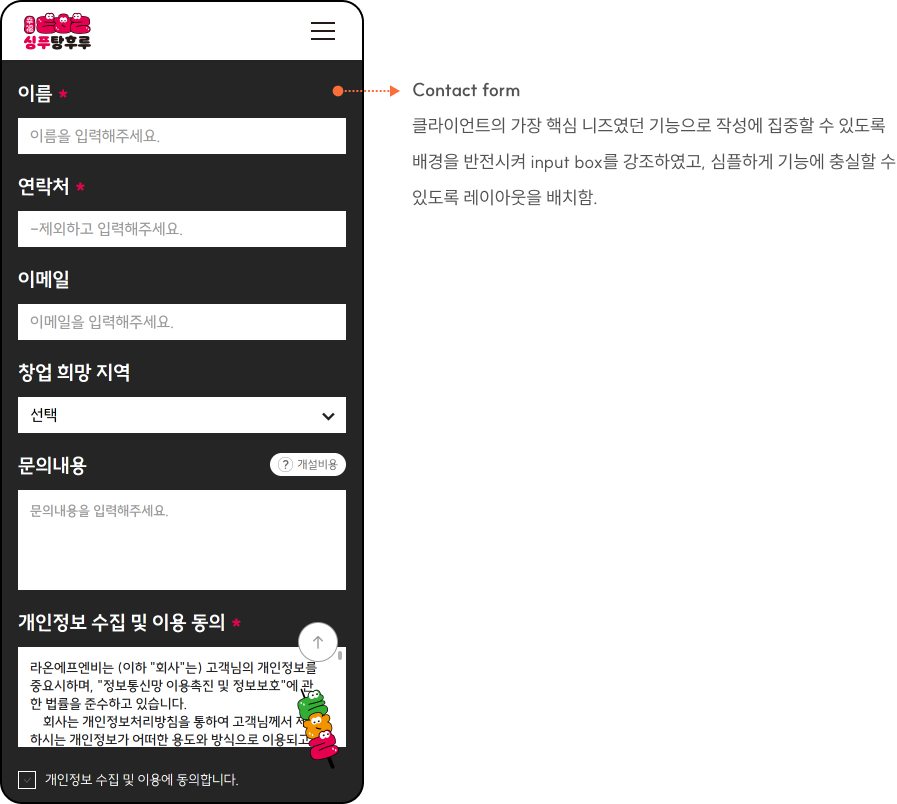 싱푸탕후루
이름 *
이름을 입력해주세요.
연락처 *
-제외하고 입력해주세요.
이메일
이메일을 입력해주세요.
창업 희망 지역
선택
문의내용
? 개설비용
문의내용을 입력해주세요.
개인정보 수집 및 이용 동의 *
라온에프엔비는 (이하 "회사"는) 고객님의 개인정보를
중요시하며, "정보통신망 이용촉진 및 정보보호"에 관
한 법률을 준수하고 있습니다.
회사는 개인정보처리방침을 통하여 고객님께서
하시는 개인정보가 어떠한 용도와 방식으로 이용되고
개인정보 수집 및 이용에 동의합니다.
Contact form
클라이언트의 가장 핵심 니즈였던 기능으로 작성에 집중할 수 있도록
배경을 반전시켜 input box를 강조하였고, 심플하게 기능에 충실할 수
있도록 레이아웃을 배치함.